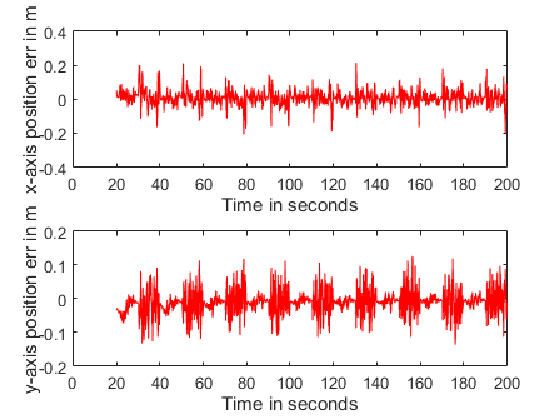 x-axis position err in m
0.4
0.2
0
-0.2
-0.4
0 20 40 60 80 100 120 140 160 180 200
Time in seconds
y-axis position err in m
0.2
0.1
0
-0.1
-0.2
0 20 40 60 80 100 120 140 160 180 200
Time in seconds